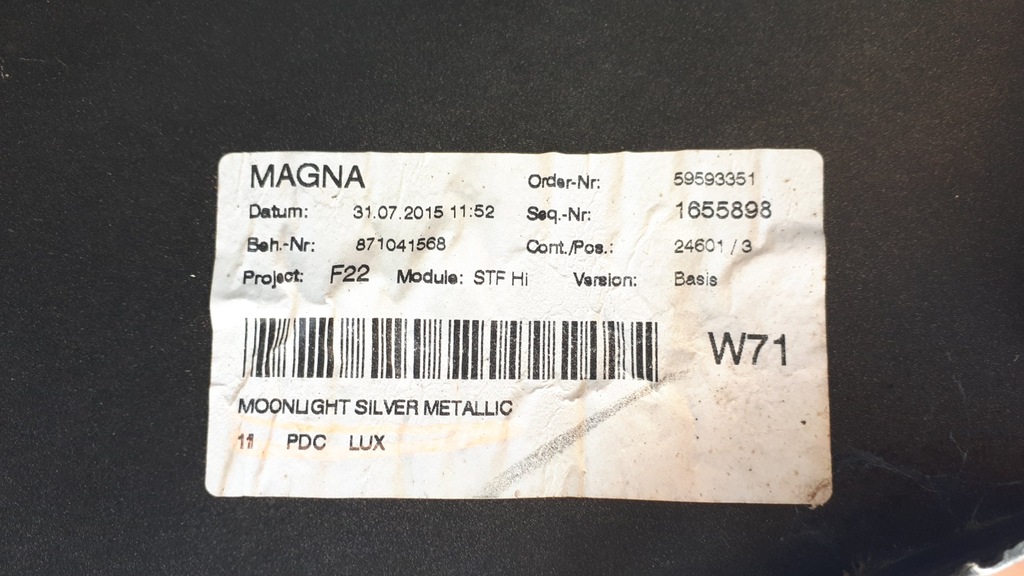 MAGNA Order-Nr: 59593351
Datum: 31.07.2015 11:52 Seq.-Nr: 1655898
Beh.-Nr: 871041568 Cont./Pos.: 24601 / 3
Project: F22 Module: STF Hi Version: Basis
W71
MOONLIGHT SILVER METALLIC
PDC LUX